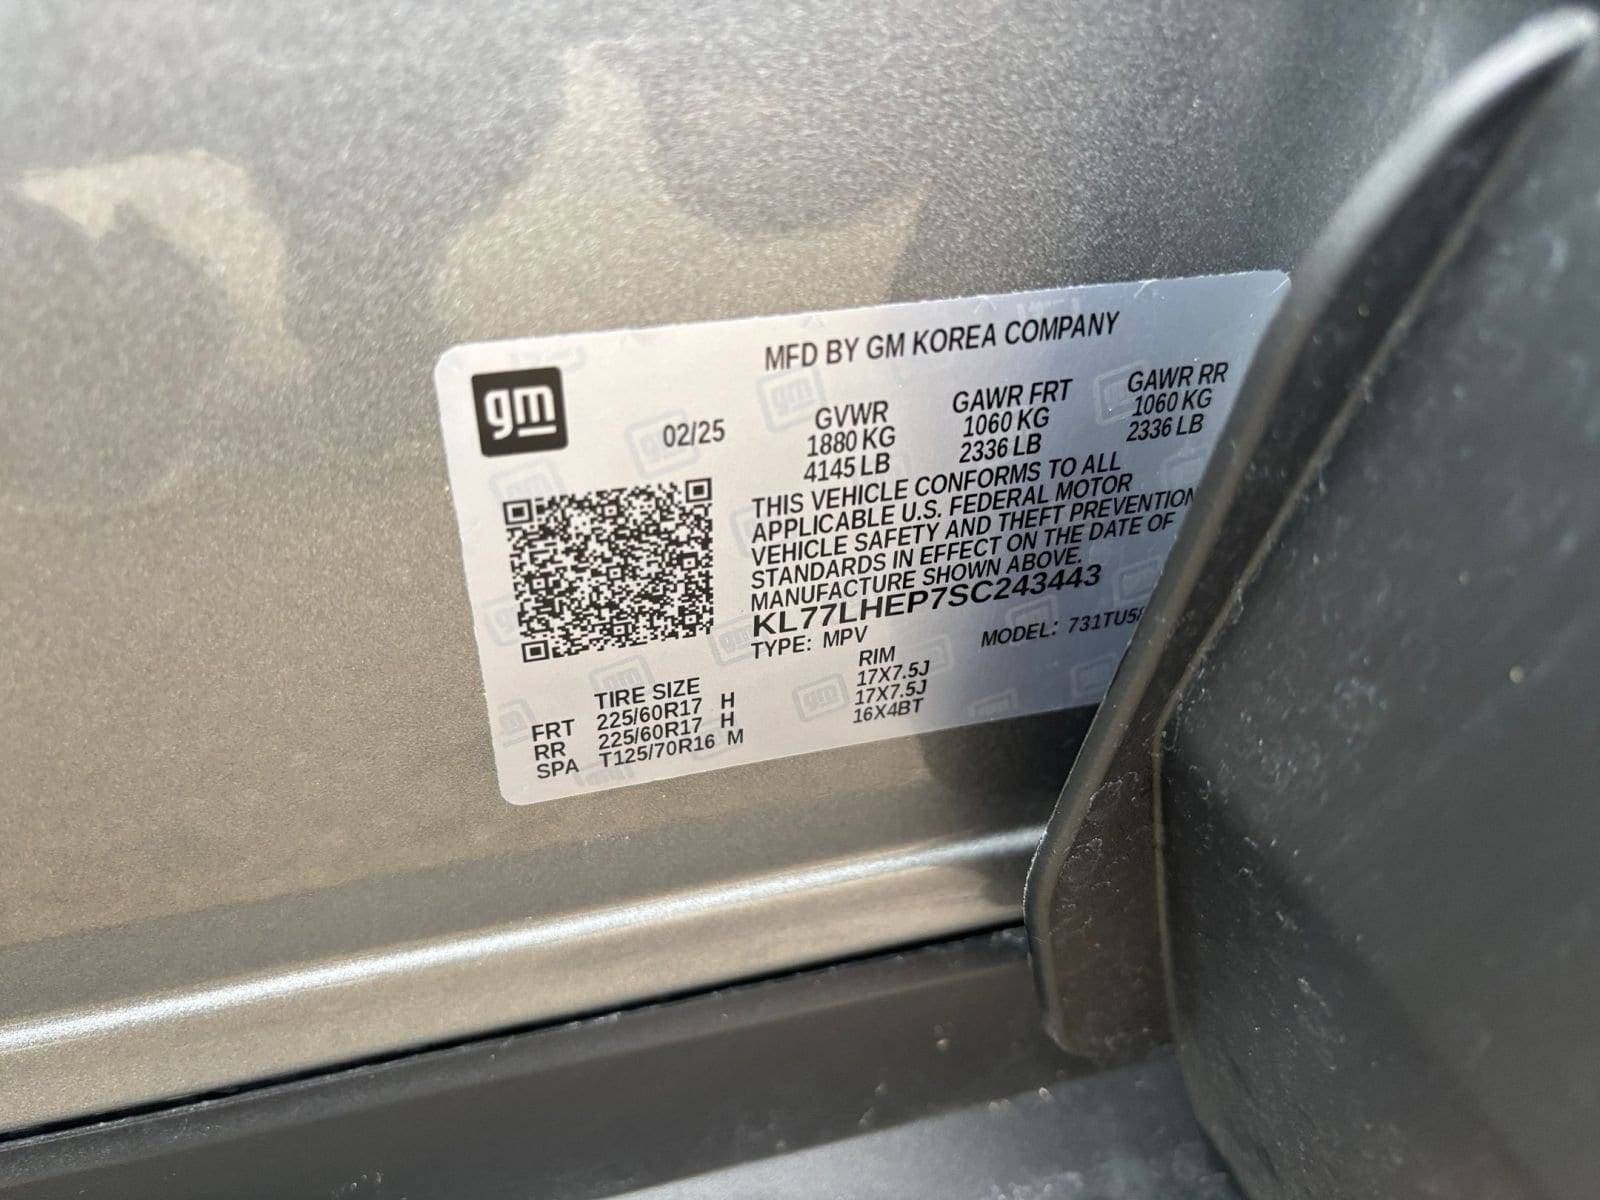 MFD BY GM KOREA COMPANY
gm
02/25
GVWR GAWR FRT GAWR RR
1880 KG 1060 KG 1060 KG
4145 LB 2336 LB 2336 LB
THIS VEHICLE CONFORMS TO ALL
APPLICABLE U.S. FEDERAL MOTOR
VEHICLE SAFETY AND THEFT PREVENTION
STANDARDS IN EFFECT ON THE DATE OF
MANUFACTURE SHOWN ABOVE.
KL77LHEP7SC243443
TYPE: MPV MODEL: 731TU58
TIRE SIZE RIM
FRT 225/60R17 H 17X7.5J
RR 225/60R17 H 17X7.5J
SPA T125/70R16 M 16X4BT